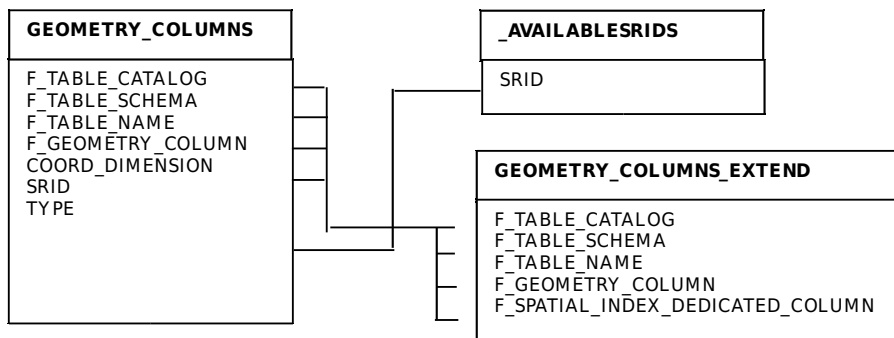 GEOMETRY_COLUMNS
F_TABLE_CATALOG
F_TABLE_SCHEMA
F_TABLE_NAME
F_GEOMETRY_COLUMN
COORD_DIMENSION
SRID
TYPE
_AVAILABLESRIDS
SRID
GEOMETRY_COLUMNS_EXTEND
F_TABLE_CATALOG
F_TABLE_SCHEMA
F_TABLE_NAME
F_GEOMETRY_COLUMN
F_SPATIAL_INDEX_DEDICATED_COLUMN